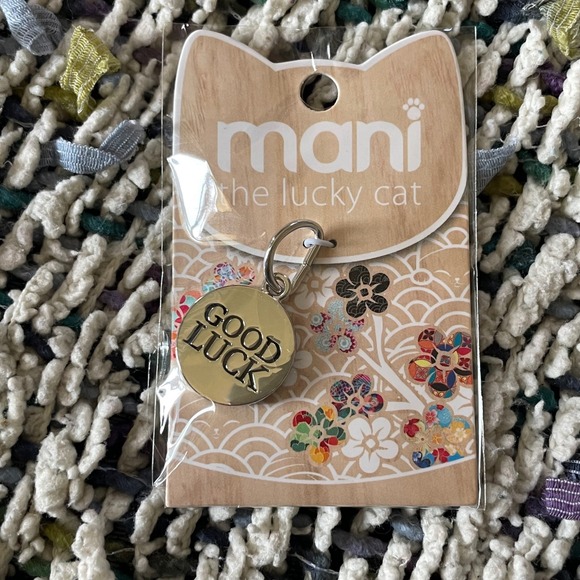 mani
the lucky cat
GOOD
LUCK